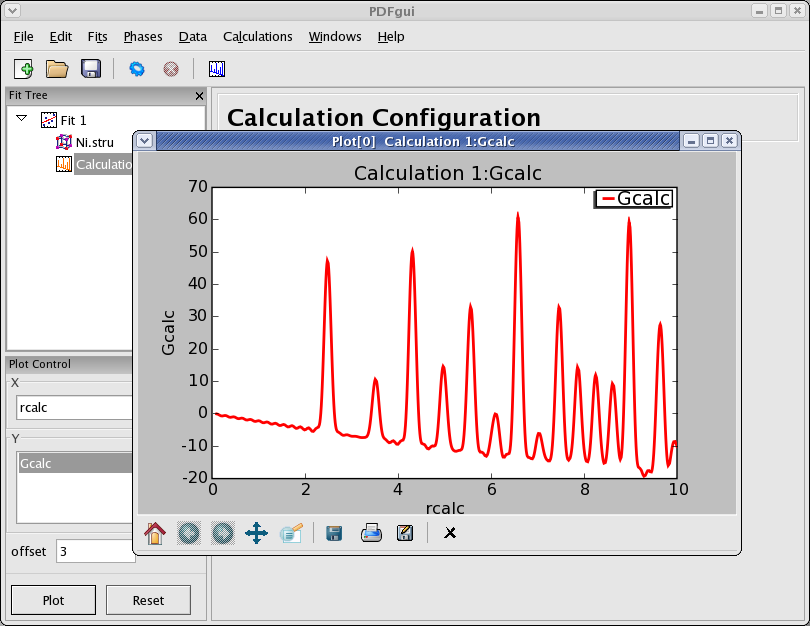 PDFgui
File Edit Fits Phases Data Calculations Windows Help
Fit Tree
Fit 1
Ni.stru
Calculatio
Calculation Configuration
Plot[0] Calculation 1:Gcalc
Calculation 1:Gcalc
Gcalc
70
60
50
40
30
20
10
0
-10
-20
Gcalc
0 2 4 6 8 10
rcalc
Plot Control
X
rcalc
Y
Gcalc
offset 3
Plot Reset